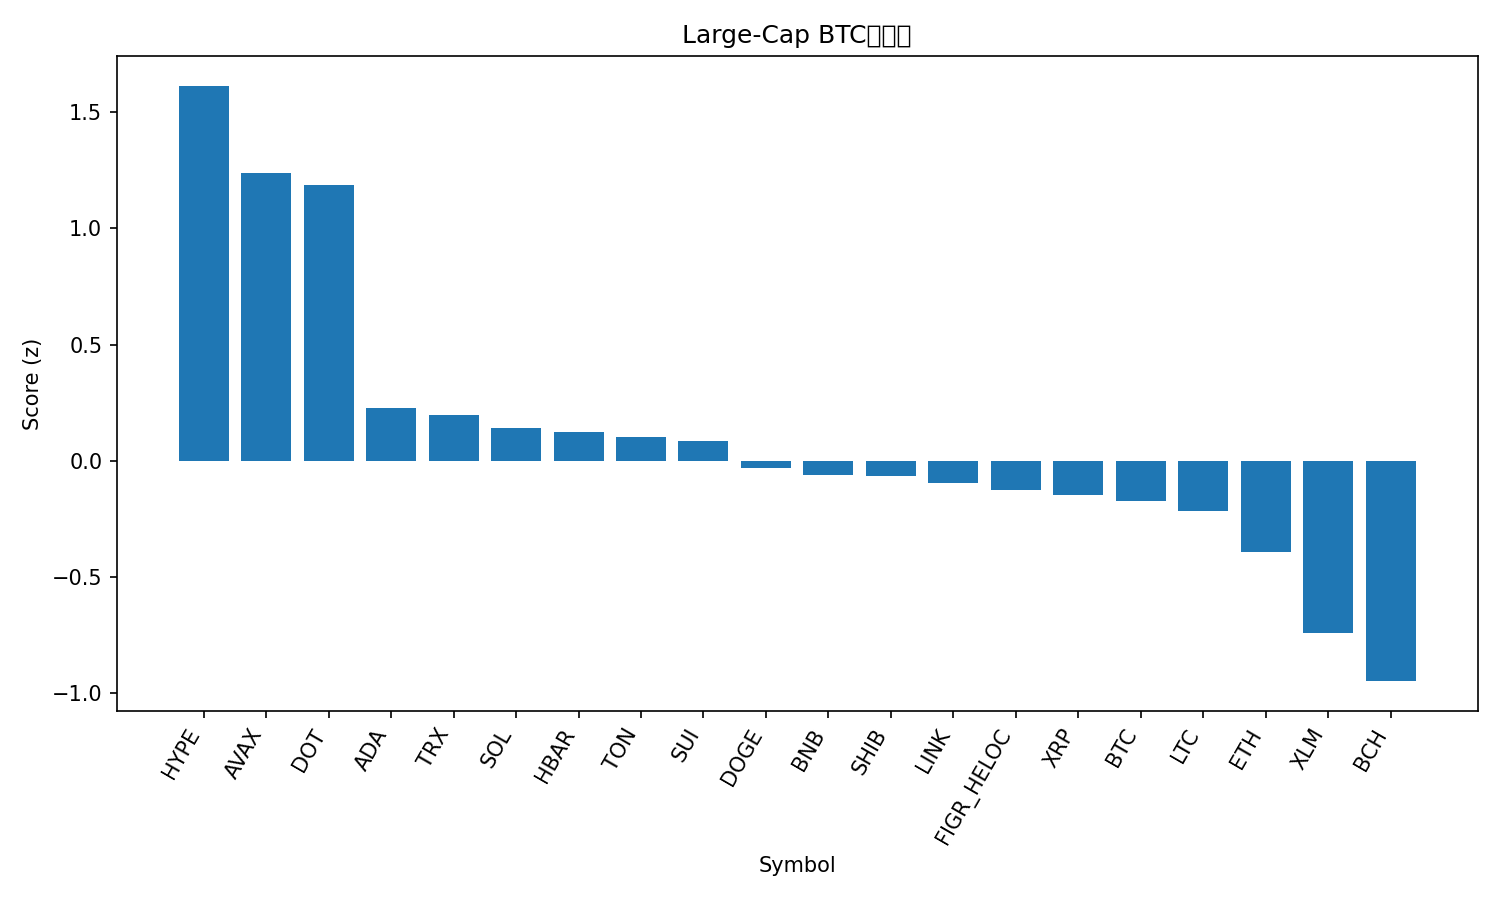 Large-Cap BTC
Score (z)
1.5
1.0
0.5
0.0
−0.5
−1.0
HYPE
AVAX
DOT
ADA
TRX
SOL
HBAR
TON
SUI
DOGE
BNB
SHIB
LINK
FIGR_HELOC
XRP
BTC
LTC
ETH
XLM
BCH
Symbol